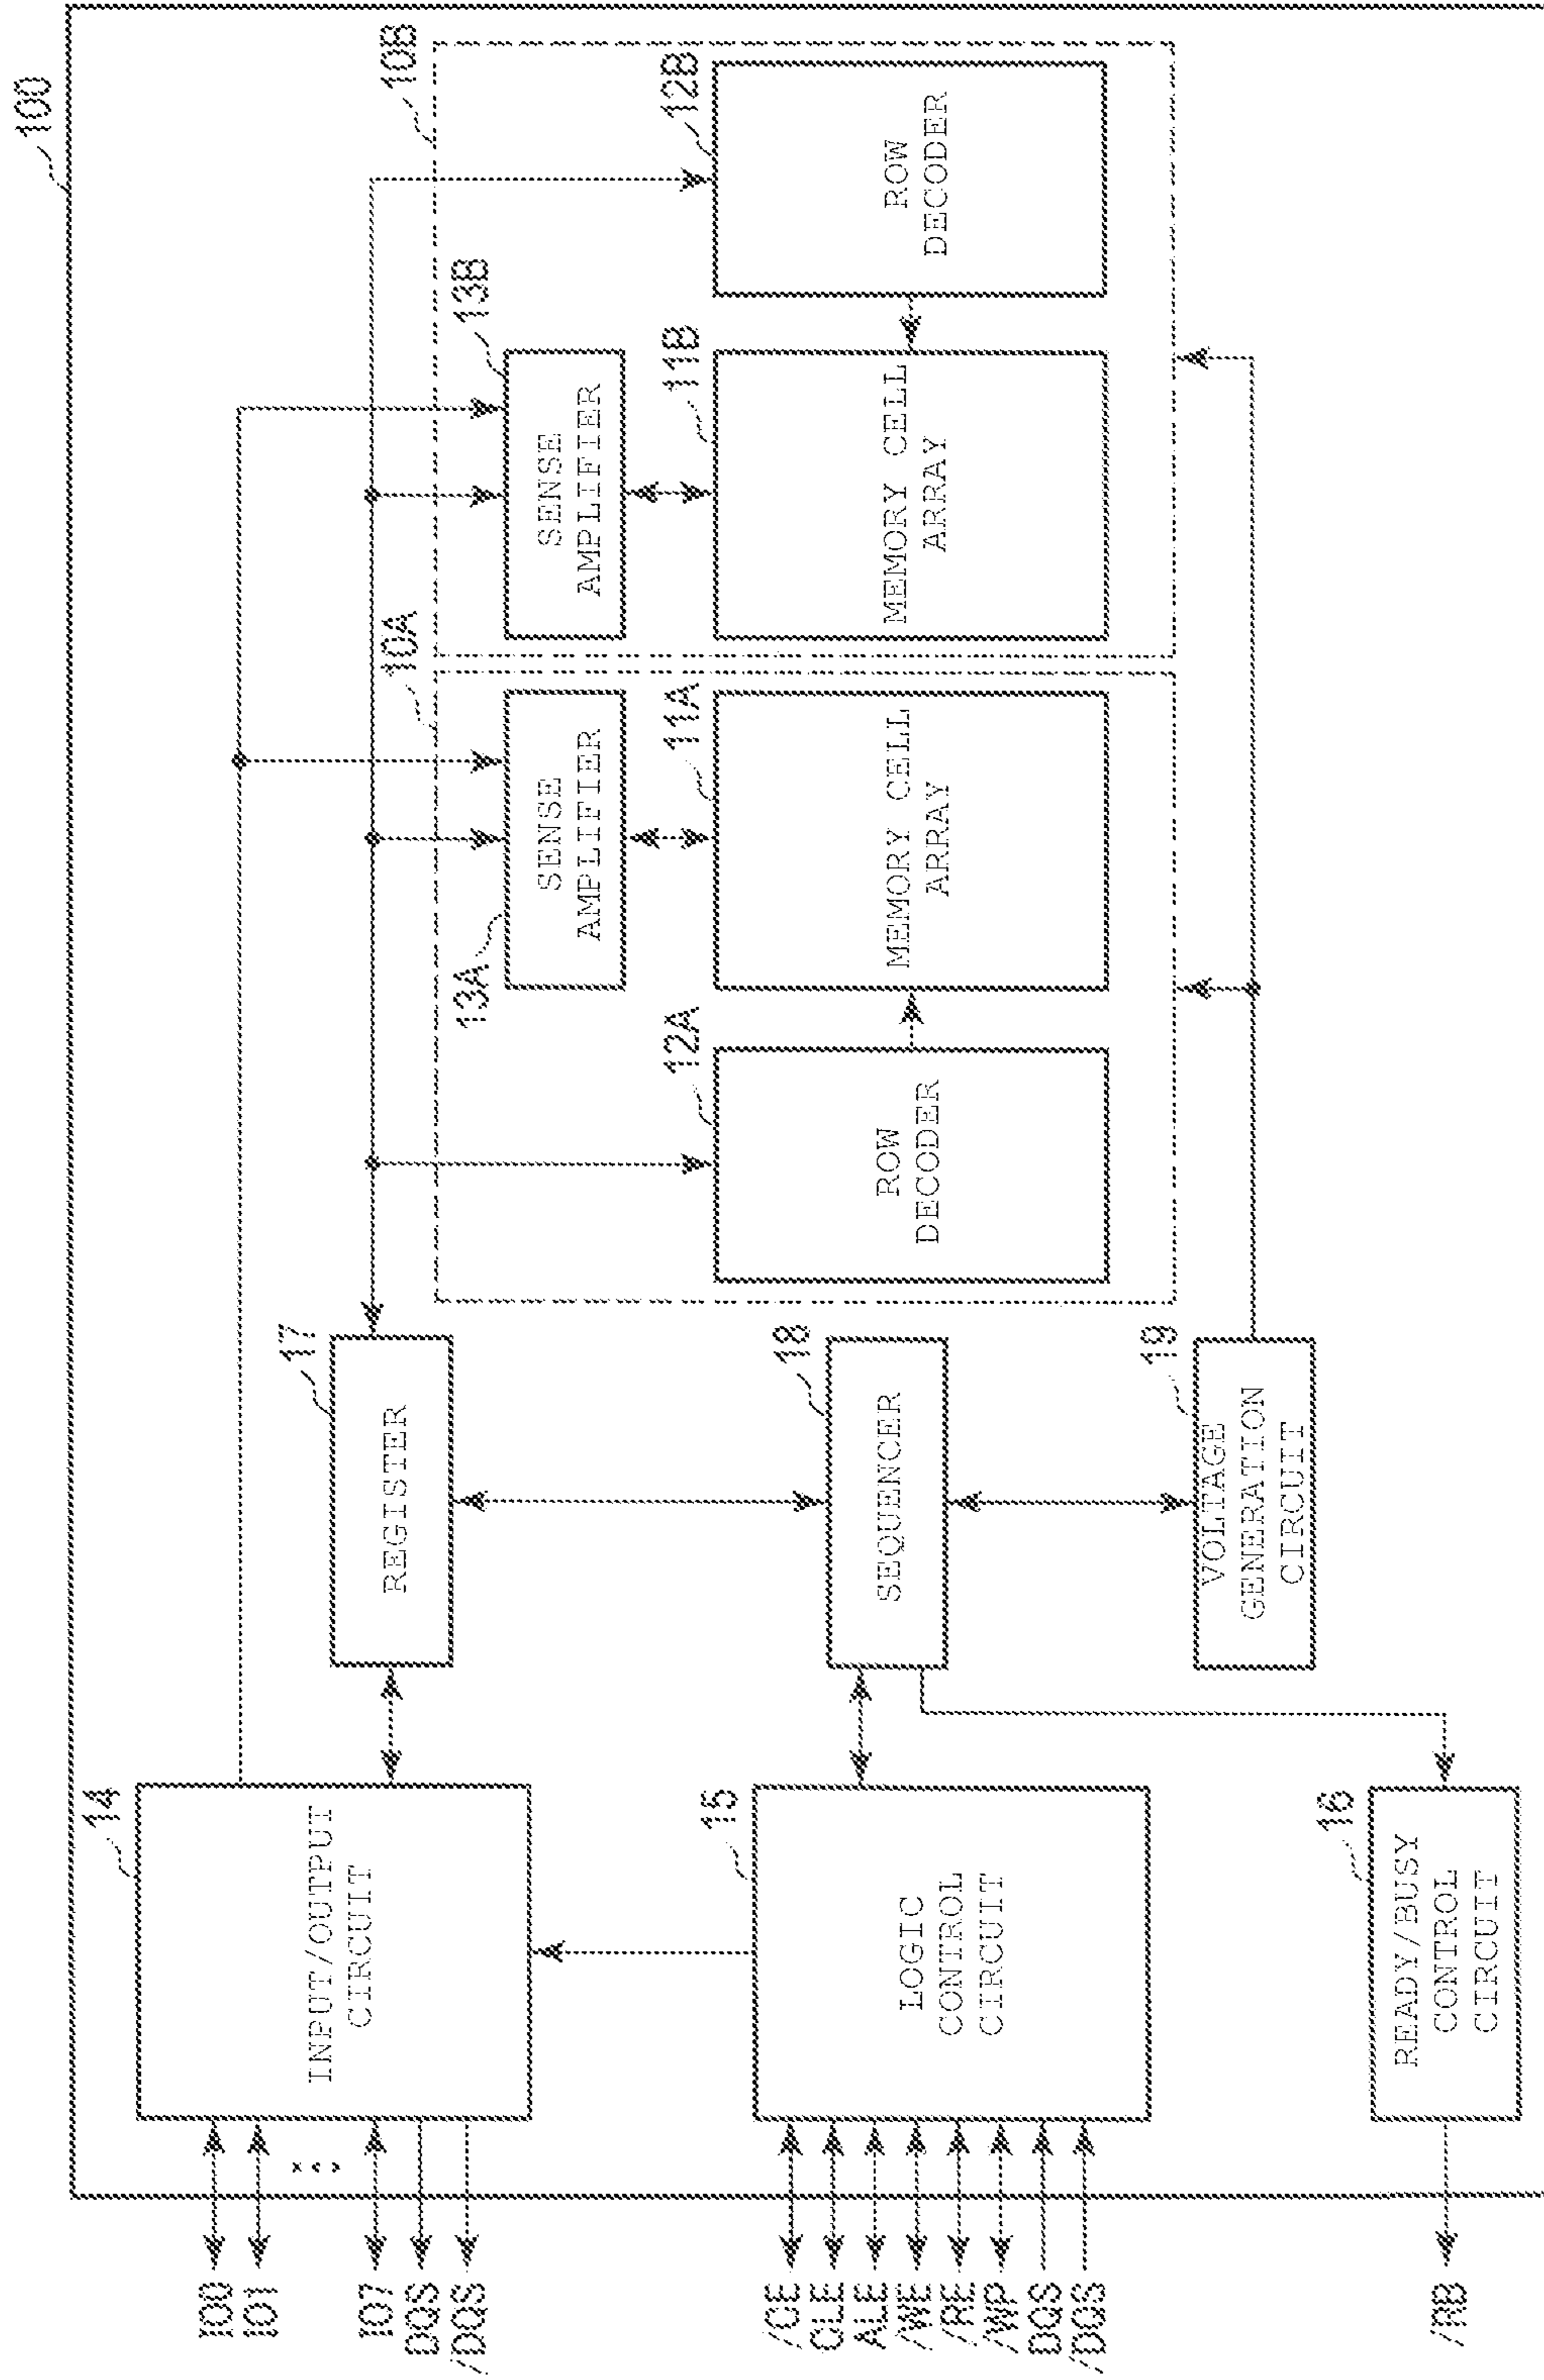 100
14
INPUT/OUTPUT
CIRCUIT
IO0
IO1
IO7
DQS
/DQS
17
REGISTER
10A
10B
13A
SENSE
AMPLIFIER
13B
SENSE
AMPLIFIER
12A
ROW
DECODER
11A
MEMORY CELL
ARRAY
11B
MEMORY CELL
ARRAY
12B
ROW
DECODER
15
LOGIC
CONTROL
CIRCUIT
/CE
CLE
ALE
/WE
/RE
/WP
DQS
/DQS
18
SEQUENCER
19
VOLTAGE
GENERATION
CIRCUIT
16
READY/BUSY
CONTROL
CIRCUIT
/RB